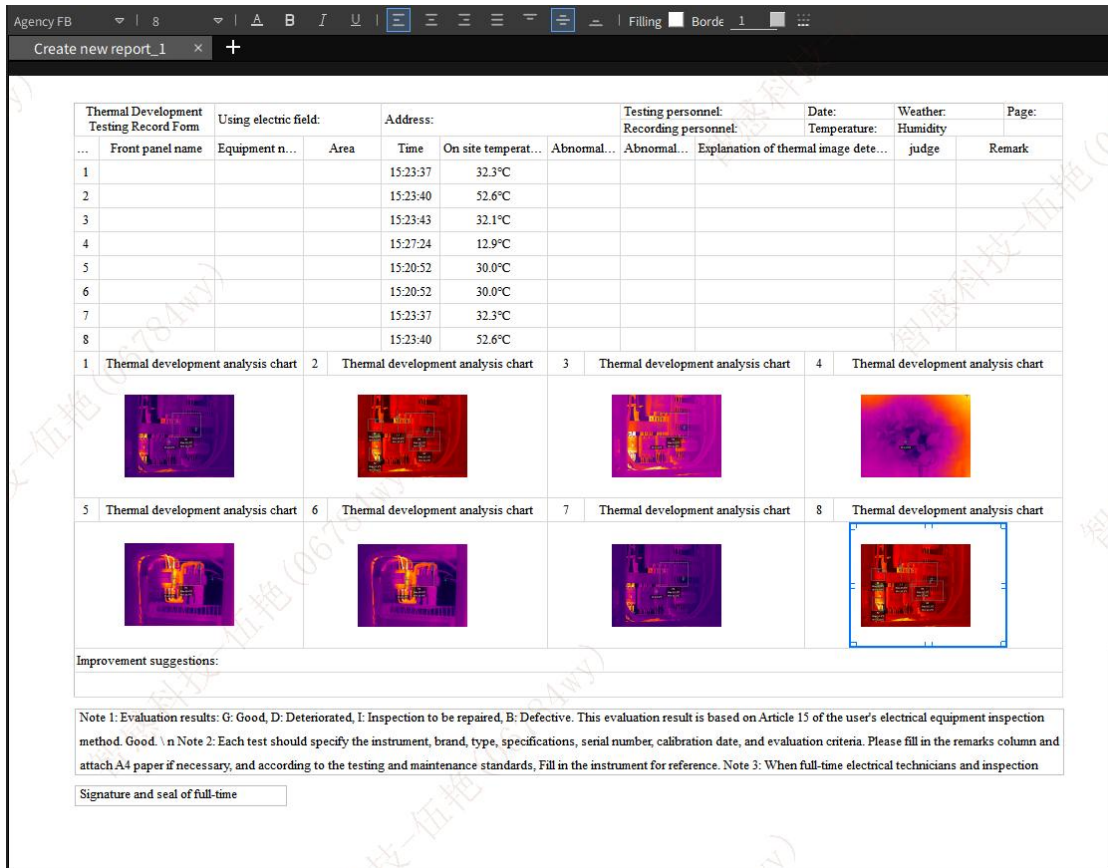 Agency FB 8 A B I U Filling Borde 1
Create new report_1 × +
Thermal Development Testing Record Form Using electric field: Address: Testing personnel: Date: Weather: Page:
Recording personnel: Temperature: Humidity
... Front panel name Equipment n... Area Time On site temperat... Abnormal... Abnormal... Explanation of thermal image dete... judge Remark
1 15:23:37 32.3°C
2 15:23:40 52.6°C
3 15:23:43 32.1°C
4 15:27:24 12.9°C
5 15:20:52 30.0°C
6 15:20:52 30.0°C
7 15:23:37 32.3°C
8 15:23:40 52.6°C
1 Thermal development analysis chart 2 Thermal development analysis chart 3 Thermal development analysis chart 4 Thermal development analysis chart
5 Thermal development analysis chart 6 Thermal development analysis chart 7 Thermal development analysis chart 8 Thermal development analysis chart
Improvement suggestions:
Note 1: Evaluation results: G: Good, D: Deteriorated, I: Inspection to be repaired, B: Defective. This evaluation result is based on Article 15 of the user's electrical equipment inspection
method. Good. \ n Note 2: Each test should specify the instrument, brand, type, specifications, serial number, calibration date, and evaluation criteria. Please fill in the remarks column and
attach A4 paper if necessary, and according to the testing and maintenance standards, Fill in the instrument for reference. Note 3: When full-time electrical technicians and inspection
Signature and seal of full-time
智感科技-伍艳(06784wy)